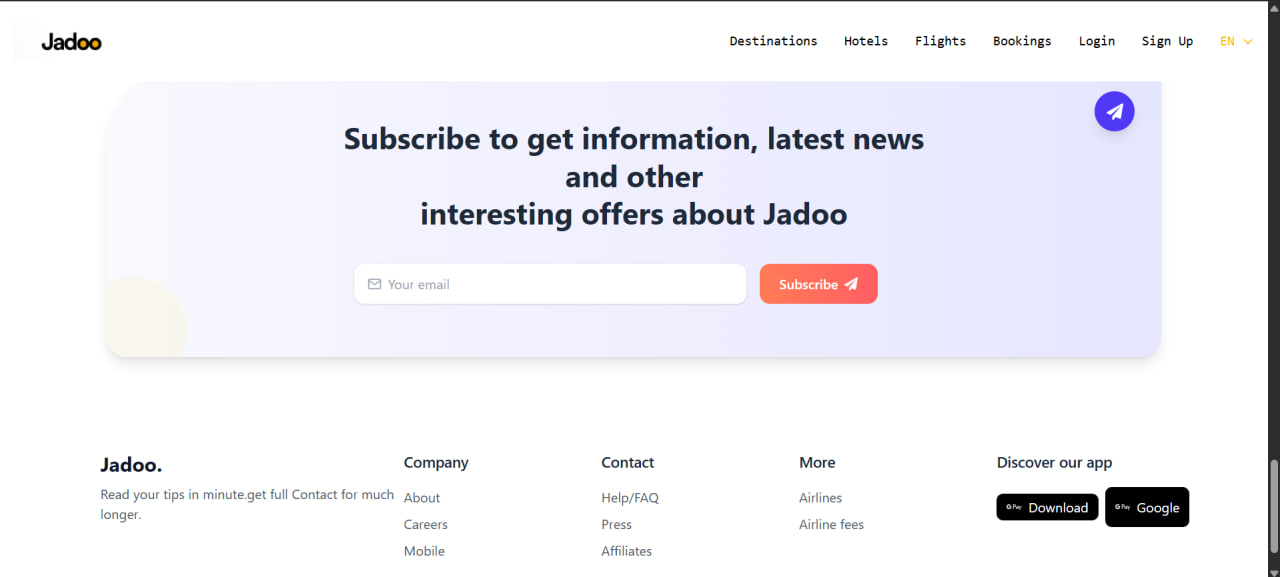 Jadoo
Destinations Hotels Flights Bookings Login Sign Up EN
Subscribe to get information, latest news
and other
interesting offers about Jadoo
Your email
Subscribe
Jadoo.
Read your tips in minute.get full Contact for much
longer.
Company
About
Careers
Mobile
Contact
Help/FAQ
Press
Affiliates
More
Airlines
Airline fees
Discover our app
G Pay Download
G Pay Google